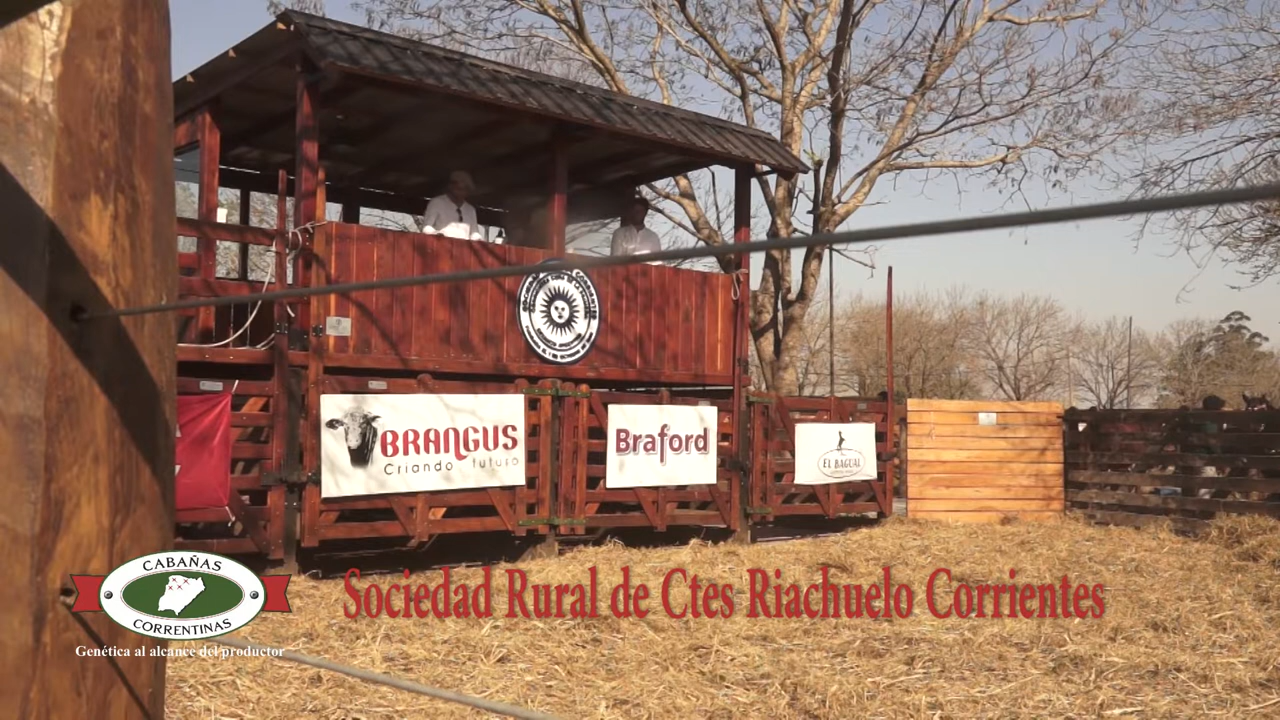 BRANGUS
Criando futuro
Braford
EL BAGUAL
CABAÑAS
CORRENTINAS
Genética al alcance del productor
Sociedad Rural de Ctes Riachuelo Corrientes